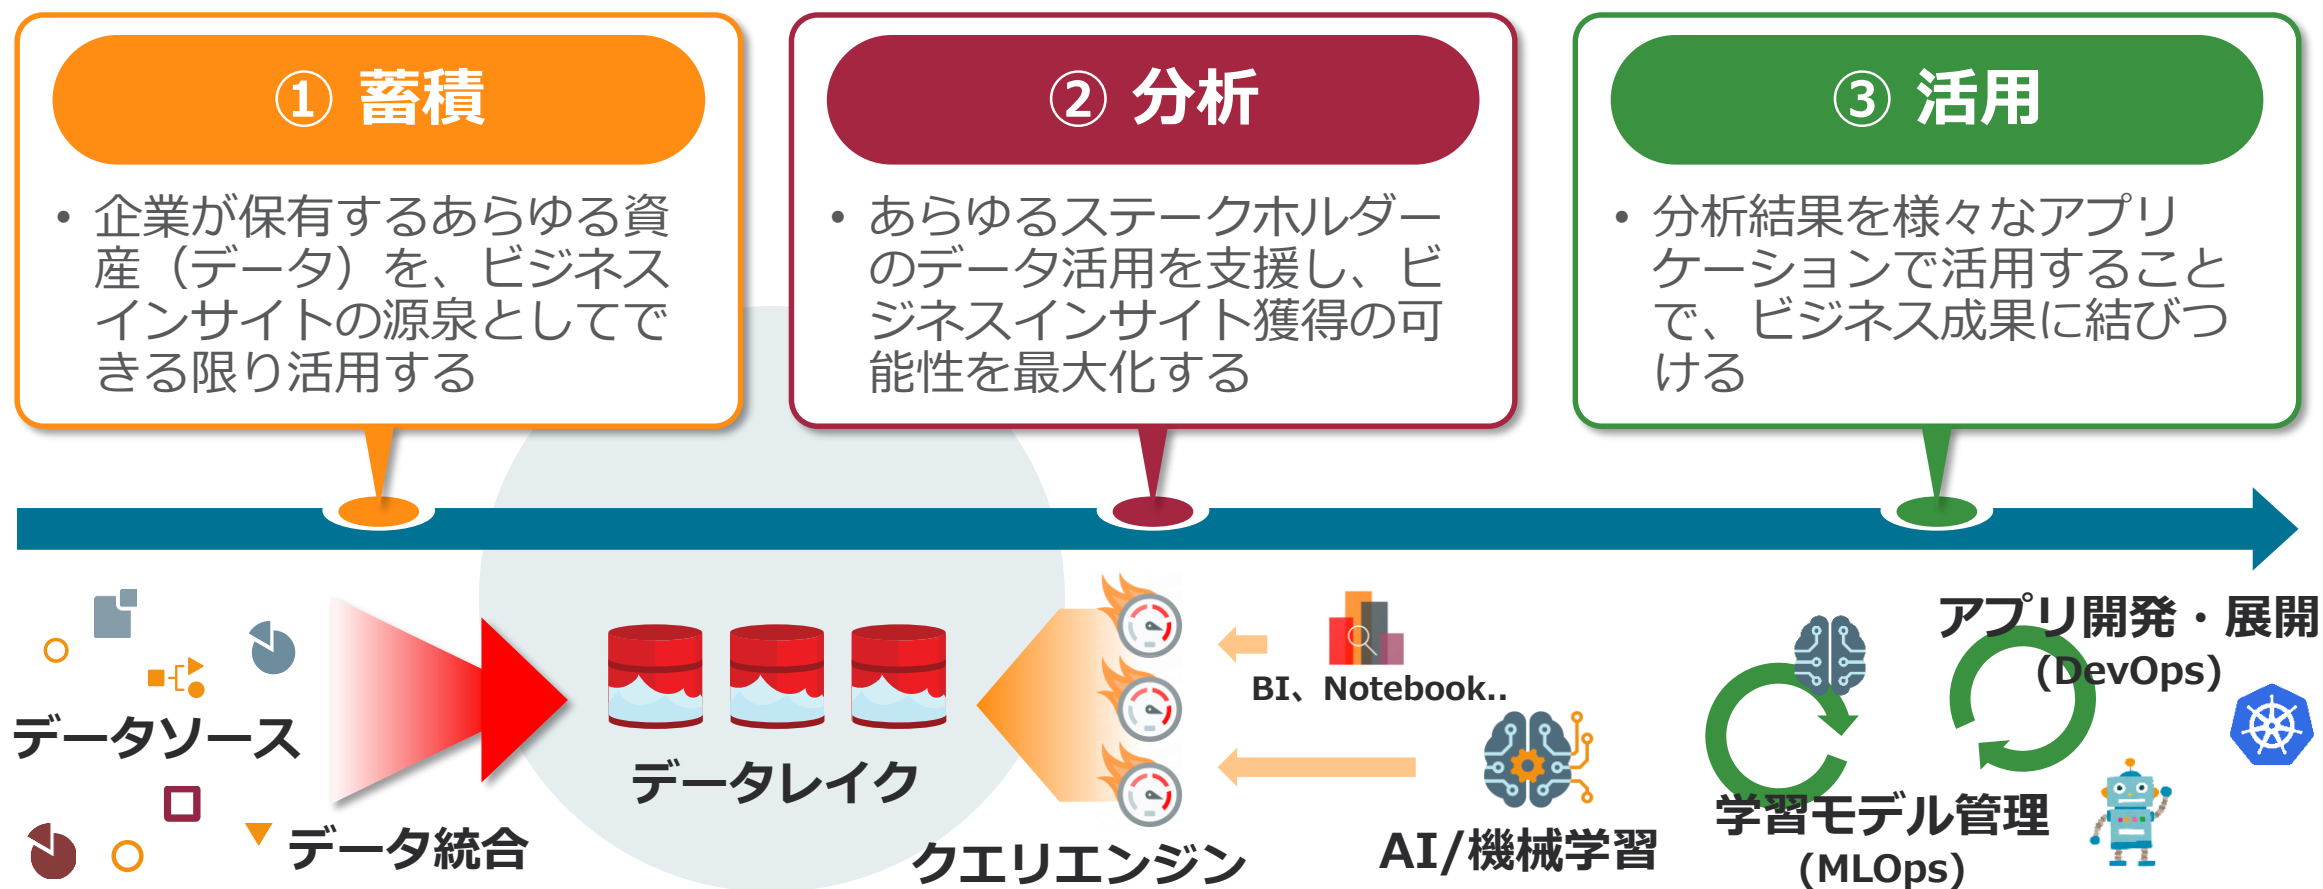 ① 蓄積
• 企業が保有するあらゆる資
産（データ）を、ビジネス
インサイトの源泉としてで
きる限り活用する
② 分析
• あらゆるステークホルダー
のデータ活用を支援し、ビ
ジネスインサイト獲得の可
能性を最大化する
③ 活用
• 分析結果を様々なアプリ
ケーションで活用すること
で、ビジネス成果に結びつ
ける
データソース
データ統合
データレイク
クエリエンジン
BI、Notebook..
AI/機械学習
学習モデル管理
(MLOps)
アプリ開発・展開
(DevOps)